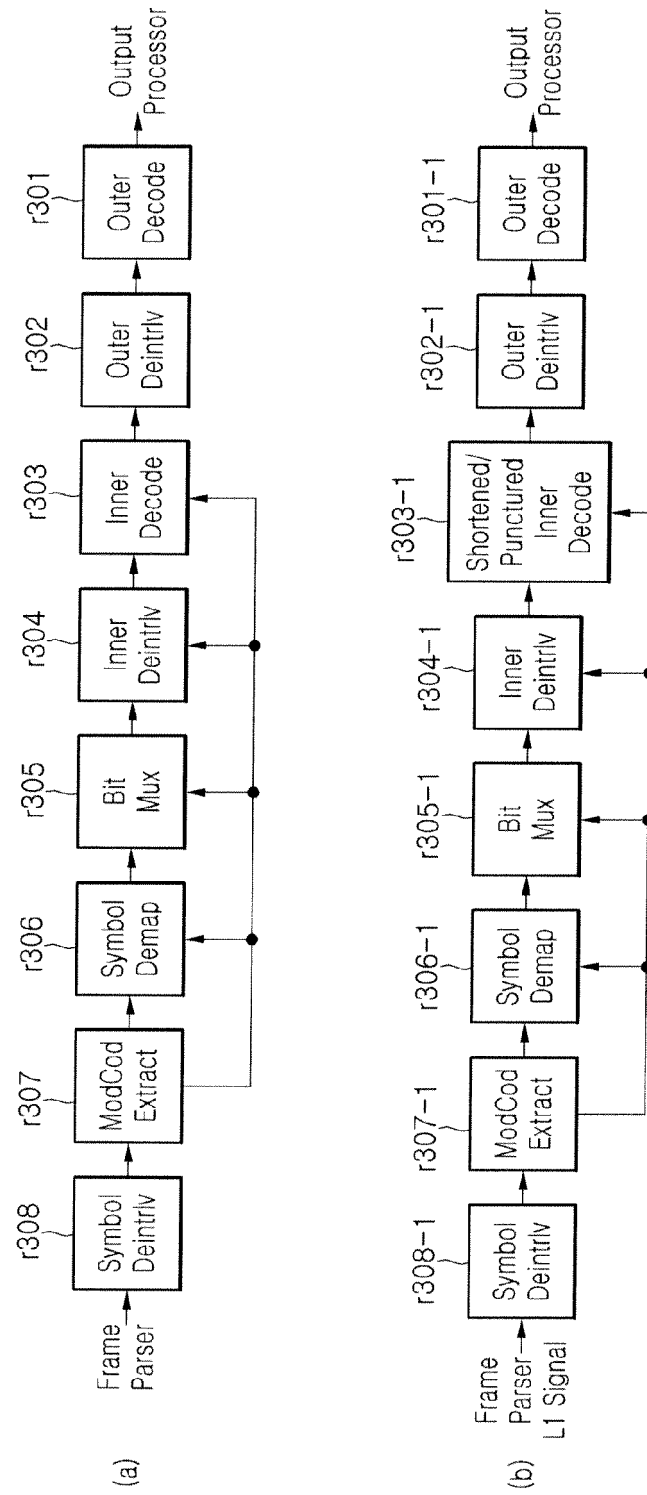 (a)
Frame
Parser
r308
Symbol
Deintrlv
r307
ModCod
Extract
r306
Symbol
Demap
r305
Bit
Mux
r304
Inner
Deintrlv
r303
Inner
Decode
r302
Outer
Deintrlv
r301
Outer
Decode
Output
Processor
(b)
Frame
Parser
L1 Signal
r308-1
Symbol
Deintrlv
r307-1
ModCod
Extract
r306-1
Symbol
Demap
r305-1
Bit
Mux
r304-1
Inner
Deintrlv
r303-1
Shortened/
Punctured
Inner
Decode
r302-1
Outer
Deintrlv
r301-1
Outer
Decode
Output
Processor